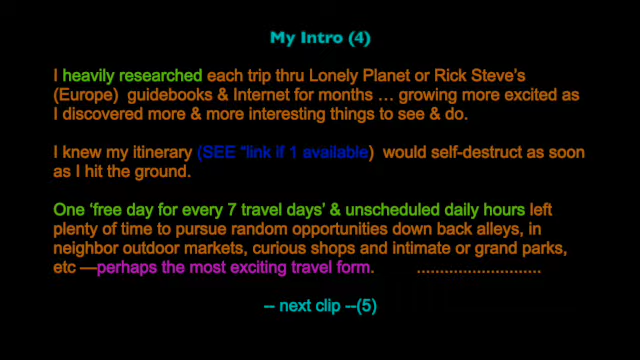 My Intro (4)
I heavily researched each trip thru Lonely Planet or Rick Steve's
(Europe) guidebooks & Internet for months … growing more excited as
I discovered more & more interesting things to see & do.
I knew my itinerary (SEE *link if 1 available) would self-destruct as soon
as I hit the ground.
One ‘free day for every 7 travel days’ & unscheduled daily hours left
plenty of time to pursue random opportunities down back alleys, in
neighbor outdoor markets, curious shops and intimate or grand parks,
etc —perhaps the most exciting travel form. ...........................
-- next clip --(5)